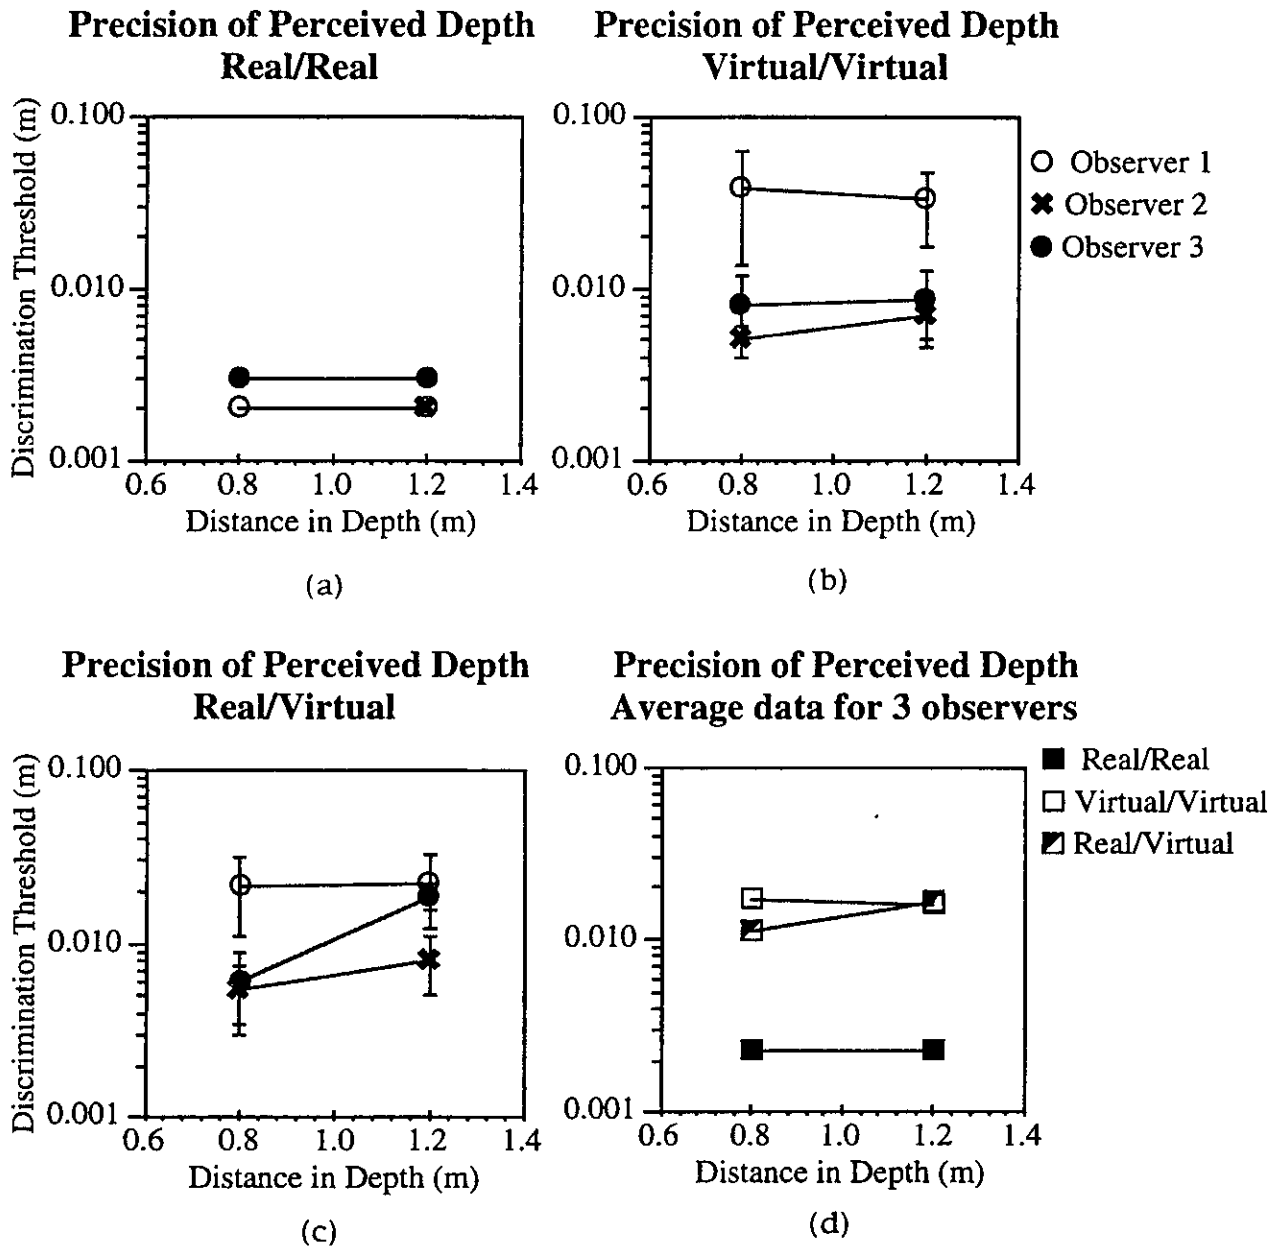 Precision of Perceived Depth
Real/Real
Discrimination Threshold (m)
0.100
0.010
0.001
0.6 0.8 1.0 1.2 1.4
Distance in Depth (m)
(a)
Precision of Perceived Depth
Virtual/Virtual
0.100
0.010
0.001
0.6 0.8 1.0 1.2 1.4
Distance in Depth (m)
(b)
Observer 1
Observer 2
Observer 3
Precision of Perceived Depth
Real/Virtual
Discrimination Threshold (m)
0.100
0.010
0.001
0.6 0.8 1.0 1.2 1.4
Distance in Depth (m)
(c)
Precision of Perceived Depth
Average data for 3 observers
0.100
0.010
0.001
0.6 0.8 1.0 1.2 1.4
Distance in Depth (m)
(d)
Real/Real
Virtual/Virtual
Real/Virtual